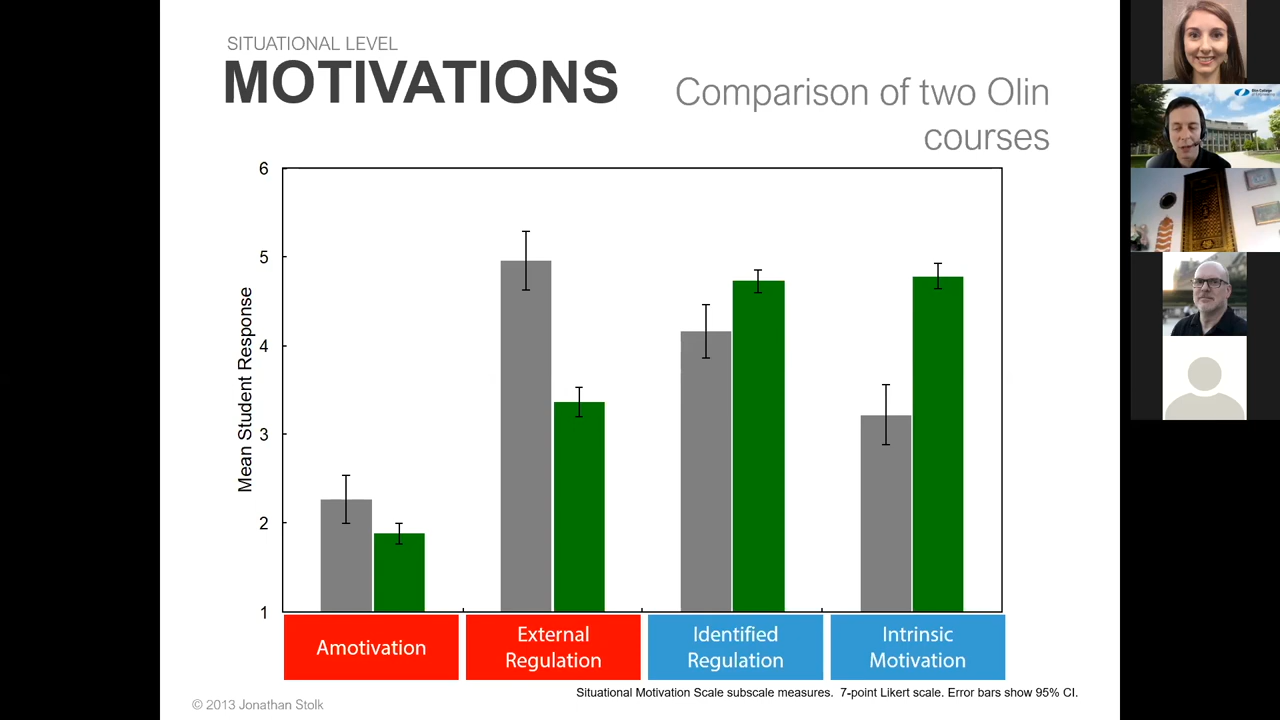 SITUATIONAL LEVEL
MOTIVATIONS
Comparison of two Olin
courses
6
5
4
3
2
1
Mean Student Response
Amotivation
External
Regulation
Identified
Regulation
Intrinsic
Motivation
Situational Motivation Scale subscale measures. 7-point Likert scale. Error bars show 95% CI.
© 2013 Jonathan Stolk